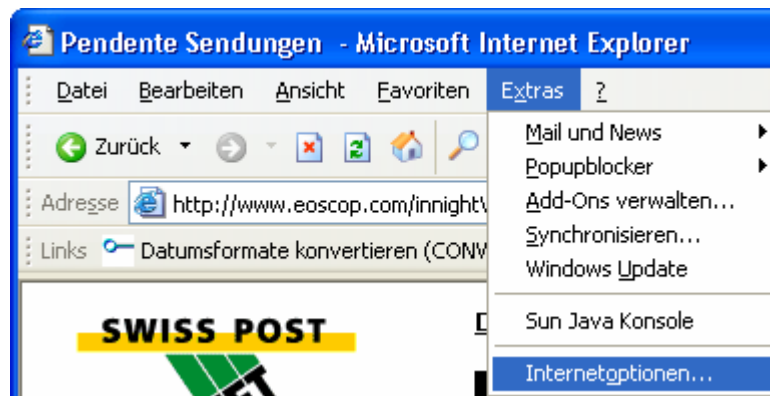 Pendente Sendungen - Microsoft Internet Explorer
Datei Bearbeiten Ansicht Favoriten Extras ?
Zurück
Mail und News
Popupblocker
Add-Ons verwalten...
Synchronisieren...
Windows Update
Sun Java Konsole
Internetoptionen...
Adresse http://www.eoscop.com/innight
Links Datumsformate konvertieren (CONV
SWISS POST